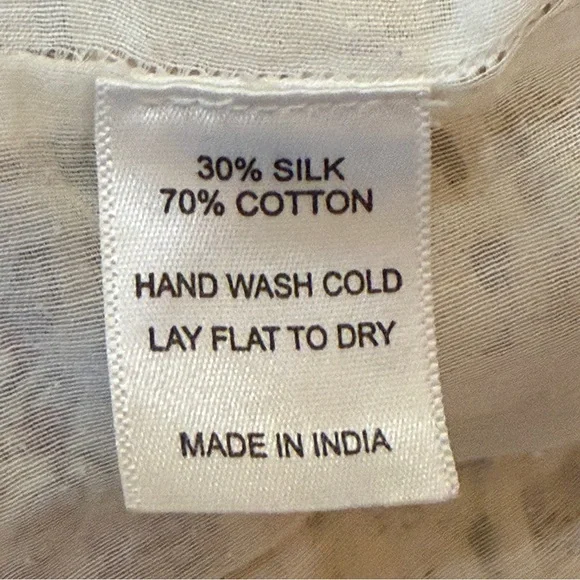 30% SILK
70% COTTON
HAND WASH COLD
LAY FLAT TO DRY
MADE IN INDIA